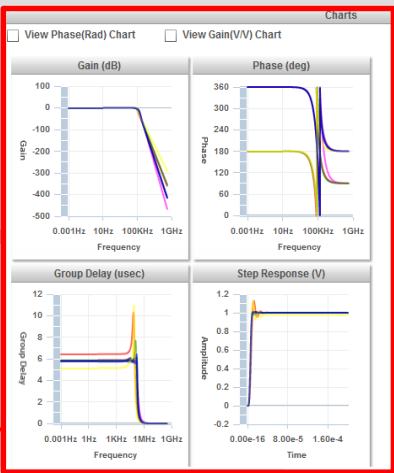 Charts
View Phase(Rad) Chart View Gain(V/V) Chart
Gain (dB)
100
0
-100
-200
-300
-400
-500
Gain
0.001Hz 10Hz 100KHz 1GHz
Frequency
Phase (deg)
360
300
240
180
120
60
0
Phase
0.001Hz 10Hz 100KHz 1GHz
Frequency
Group Delay (usec)
12
10
8
6
4
2
0
Group Delay
0.001Hz 1Hz 1KHz 1MHz 1GHz
Frequency
Step Response (V)
1.2
1
0.8
0.6
0.4
0.2
0
-0.2
Amplitude
0.00e-16 8.00e-5 1.60e-4
Time